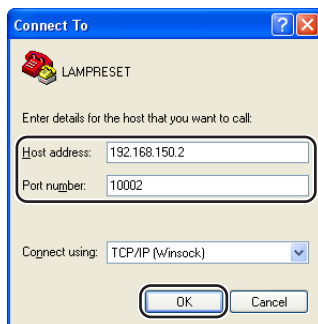 Connect To
LAMPRESET
Enter details for the host that you want to call:
Host address: 192.168.150.2
Port number: 10002
Connect using: TCP/IP (Winsock)
OK Cancel